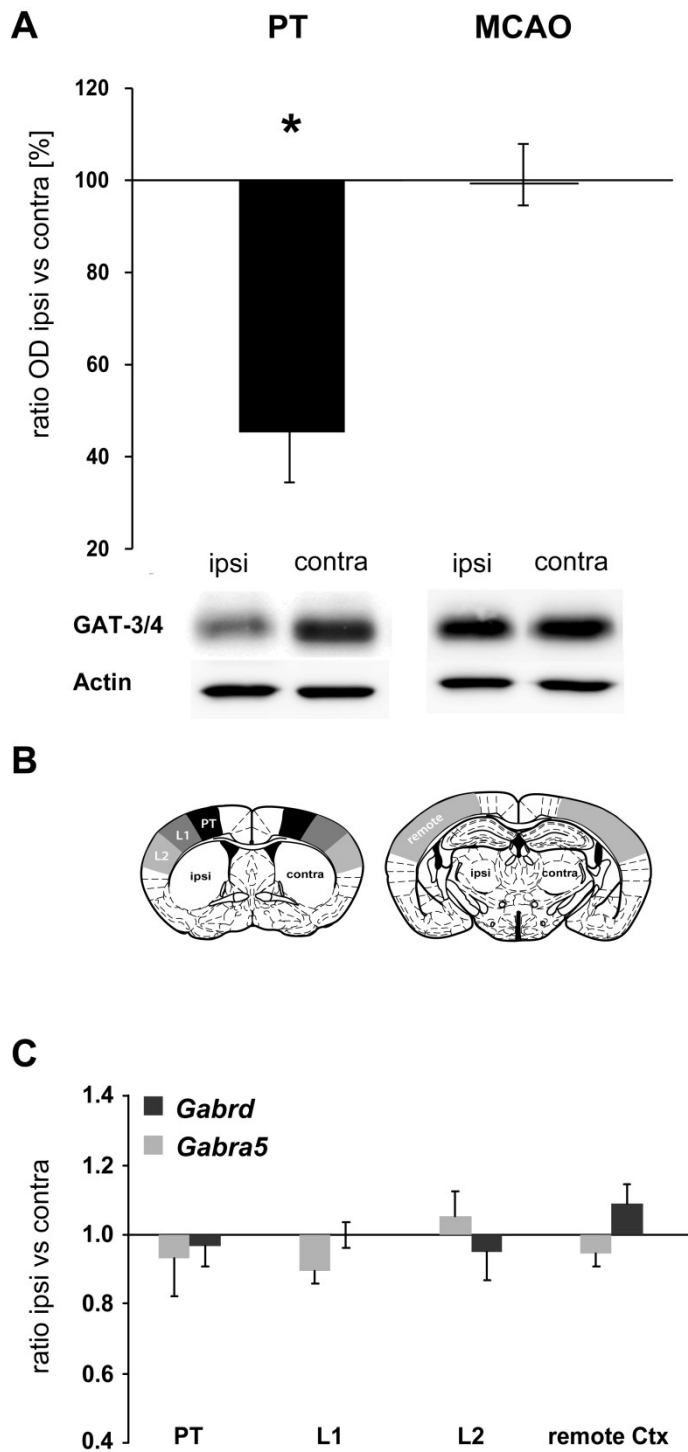 A
PT MCAO
ratio OD ipsi vs contra [%]
120
100
80
60
40
20
*
ipsi contra ipsi contra
GAT-3/4
Actin
B
L2 L1 PT
ipsi contra
remote
ipsi contra
C
ratio ipsi vs contra
1.4
1.2
1.0
0.8
0.6
0.4
Gabrd
Gabra5
PT L1 L2 remote Ctx